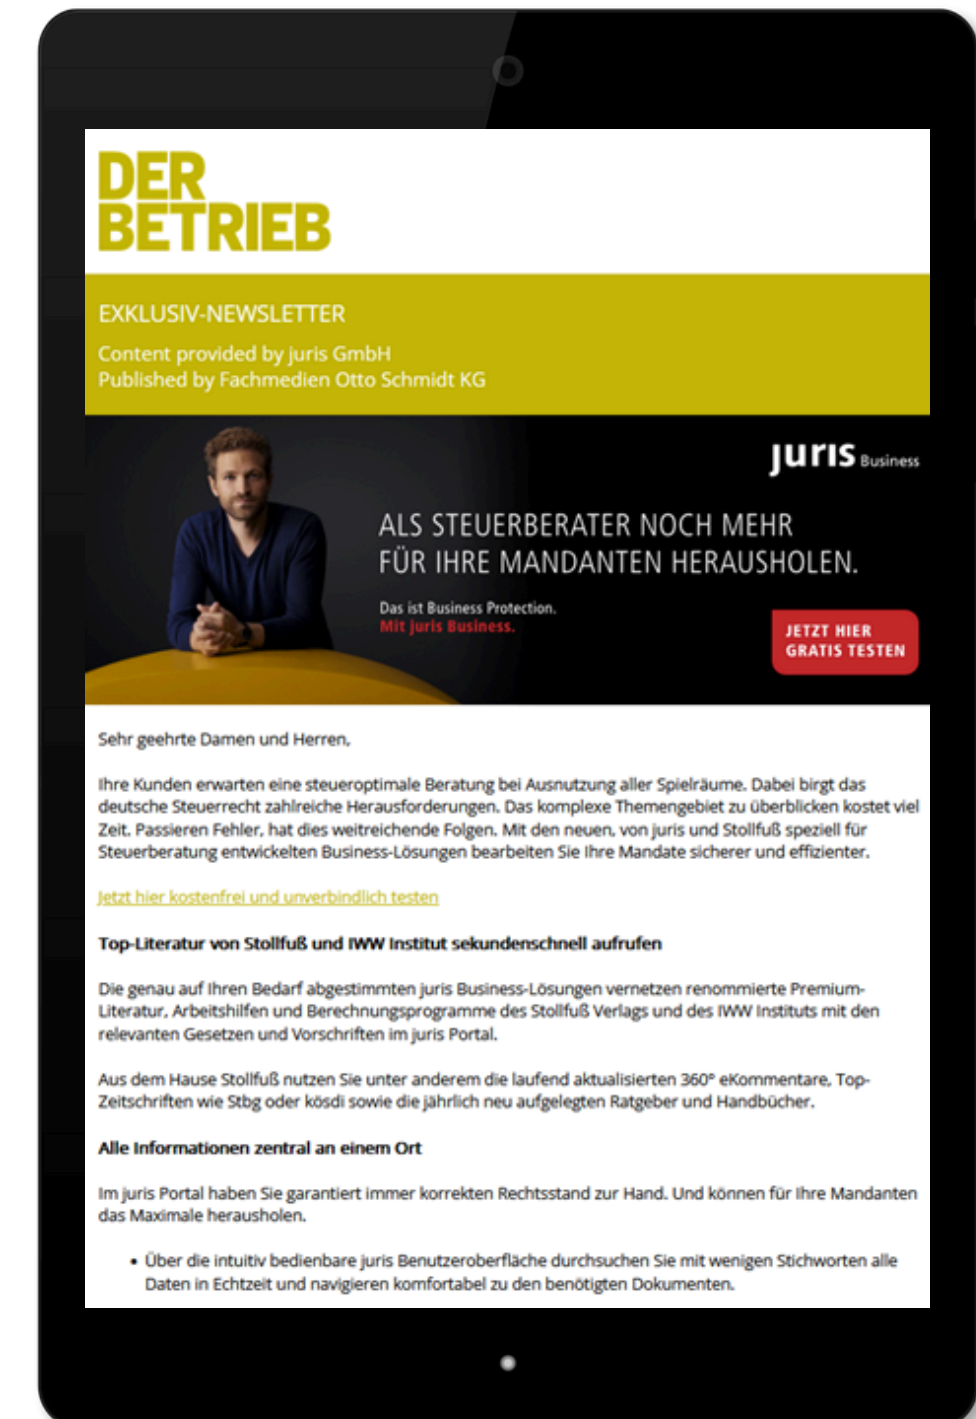 DER
BETRIEB
EXKLUSIV-NEWSLETTER
Content provided by juris GmbH
Published by Fachmedien Otto Schmidt KG
juris Business
ALS STEUERBERATER NOCH MEHR
FÜR IHRE MANDANTEN HERAUSHOLEN.
Das ist Business Protection.
Mit juris Business.
JETZT HIER
GRATIS TESTEN
Sehr geehrte Damen und Herren,
Ihre Kunden erwarten eine steueroptimale Beratung bei Ausnutzung aller Spielräume. Dabei birgt das
deutsche Steuerrecht zahlreiche Herausforderungen. Das komplexe Themengebiet zu überblicken kostet viel
Zeit. Passieren Fehler, hat dies weitreichende Folgen. Mit den neuen, von juris und Stollfuß speziell für
Steuerberatung entwickelten Business-Lösungen bearbeiten Sie Ihre Mandate sicherer und effizienter.
Jetzt hier kostenfrei und unverbindlich testen
Top-Literatur von Stollfuß und IWW Institut sekundenschnell aufrufen
Die genau auf Ihren Bedarf abgestimmten juris Business-Lösungen vernetzen renommierte Premium-
Literatur, Arbeitshilfen und Berechnungsprogramme des Stollfuß Verlags und des IWW Instituts mit den
relevanten Gesetzen und Vorschriften im juris Portal.
Aus dem Hause Stollfuß nutzen Sie unter anderem die laufend aktualisierten 360° eKommentare, Top-
Zeitschriften wie Stbg oder kösdi sowie die jährlich neu aufgelegten Ratgeber und Handbücher.
Alle Informationen zentral an einem Ort
Im juris Portal haben Sie garantiert immer korrekten Rechtsstand zur Hand. Und können für Ihre Mandanten
das Maximale herausholen.
• Über die intuitiv bedienbare juris Benutzeroberfläche durchsuchen Sie mit wenigen Stichworten alle
Daten in Echtzeit und navigieren komfortabel zu den benötigten Dokumenten.